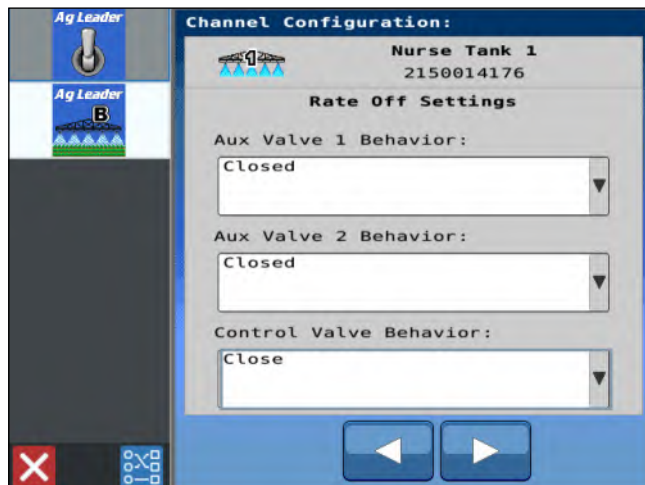 Ag Leader
Ag Leader
B
Channel Configuration:
1
Nurse Tank 1
2150014176
Rate Off Settings
Aux Valve 1 Behavior:
Closed
Aux Valve 2 Behavior:
Closed
Control Valve Behavior:
Close